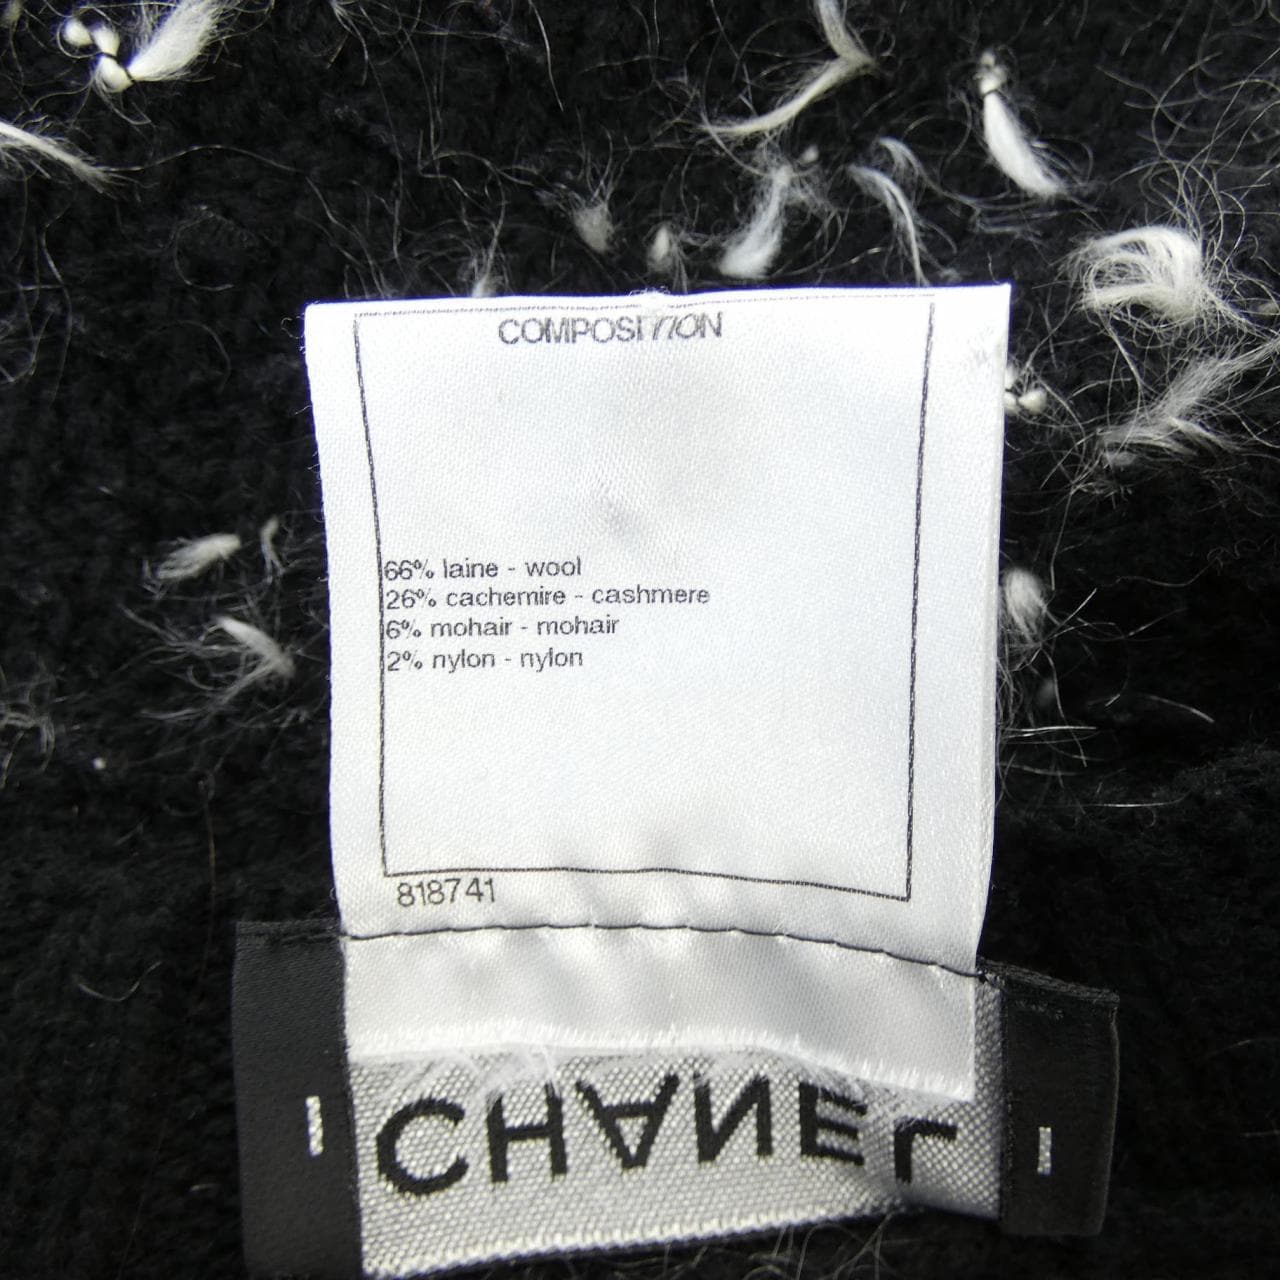 COMPOSITION
66% laine - wool
26% cachemire - cashmere
6% mohair - mohair
2% nylon - nylon
818741
CHANEL